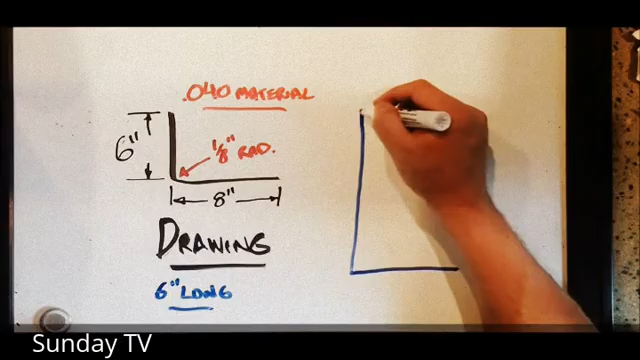 .040 MATERIAL
6"
1/8" RAD.
8"
DRAWING
6" LONG
Sunday TV